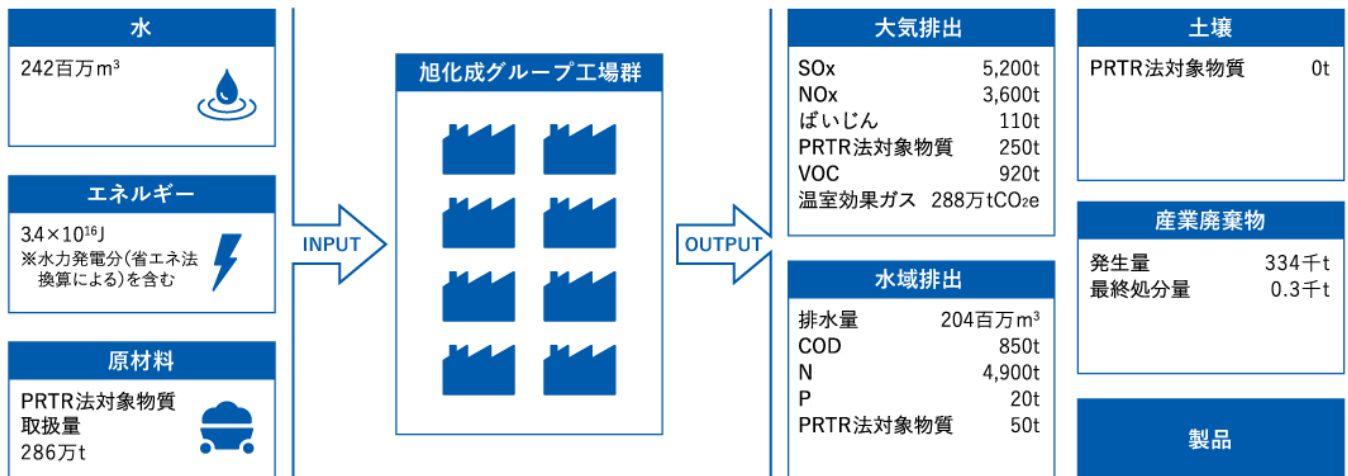 水
242百万m³
エネルギー
3.4×10¹⁶J
※水力発電分(省エネ法
換算による)を含む
原材料
PRTR法対象物質
取扱量
286万t
INPUT
旭化成グループ工場群
OUTPUT
大気排出
SOx 5,200t
NOx 3,600t
ばいじん 110t
PRTR法対象物質 250t
VOC 920t
温室効果ガス 288万tCO₂e
水域排出
排水量 204百万m³
COD 850t
N 4,900t
P 20t
PRTR法対象物質 50t
土壌
PRTR法対象物質 0t
産業廃棄物
発生量 334千t
最終処分量 0.3千t
製品